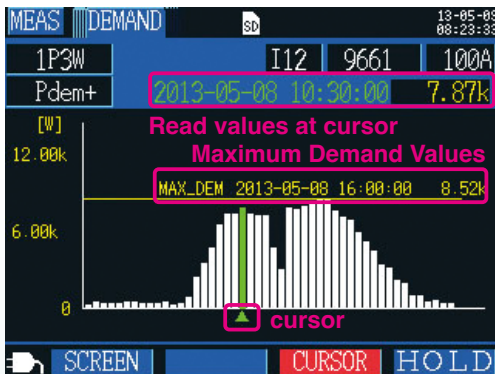 MEAS DEMAND SD 13-05-09
08:23:33
1P3W I12 9661 100A
Pdem+ 2013-05-08 10:30:00 7.87k
[W] Read values at cursor
12.00k Maximum Demand Values
MAX_DEM 2013-05-08 16:00:00 8.52k
6.00k
0
cursor
SCREEN CURSOR HOLD